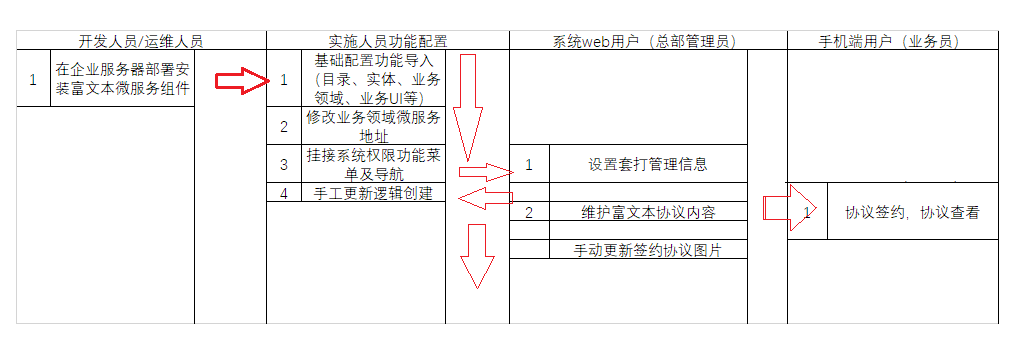 开发人员/运维人员
实施人员功能配置
系统web用户（总部管理员）
手机端用户（业务员）
1
在企业服务器部署安
装富文本微服务组件
1
基础配置功能导入
（目录、实体、业务
领域、业务UI等）
2
修改业务领域微服务
地址
3
挂接系统权限功能菜
单及导航
4
手工更新逻辑创建
1
设置套打管理信息
2
维护富文本协议内容
手动更新签约协议图片
1
协议签约，协议查看